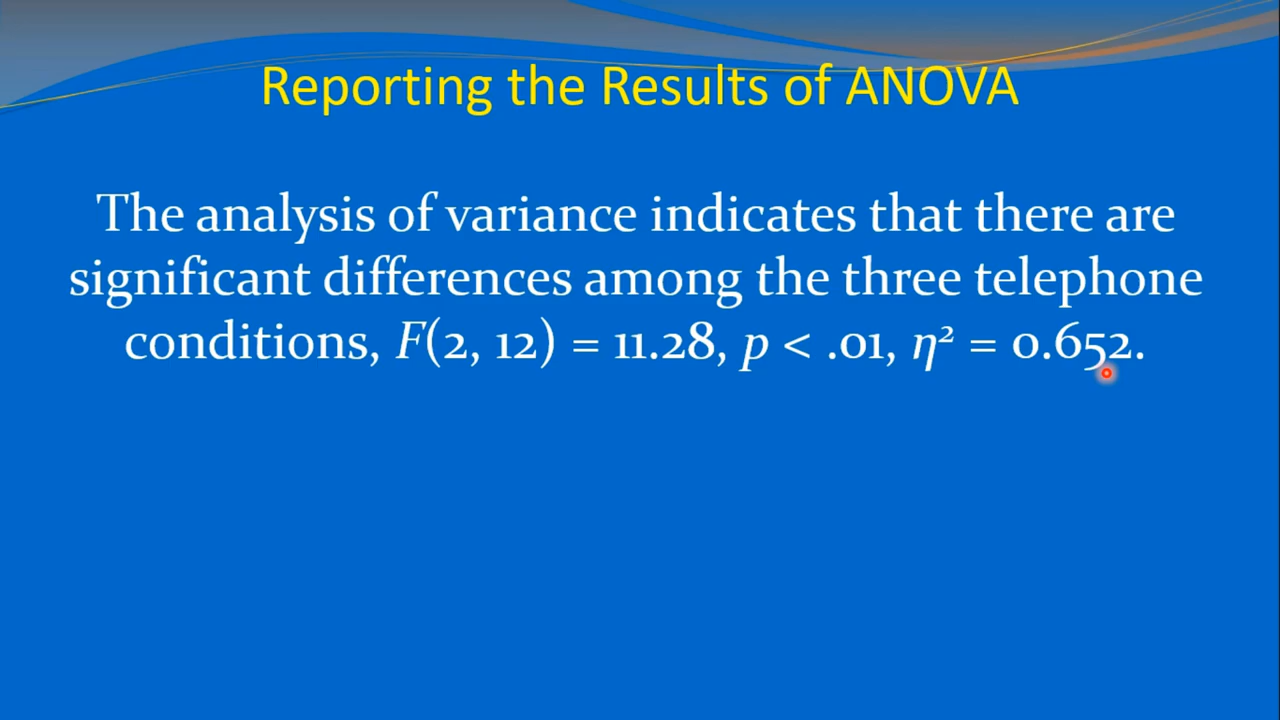 Reporting the Results of ANOVA
The analysis of variance indicates that there are
significant differences among the three telephone
conditions, F(2, 12) = 11.28, p < .01, η² = 0.652.